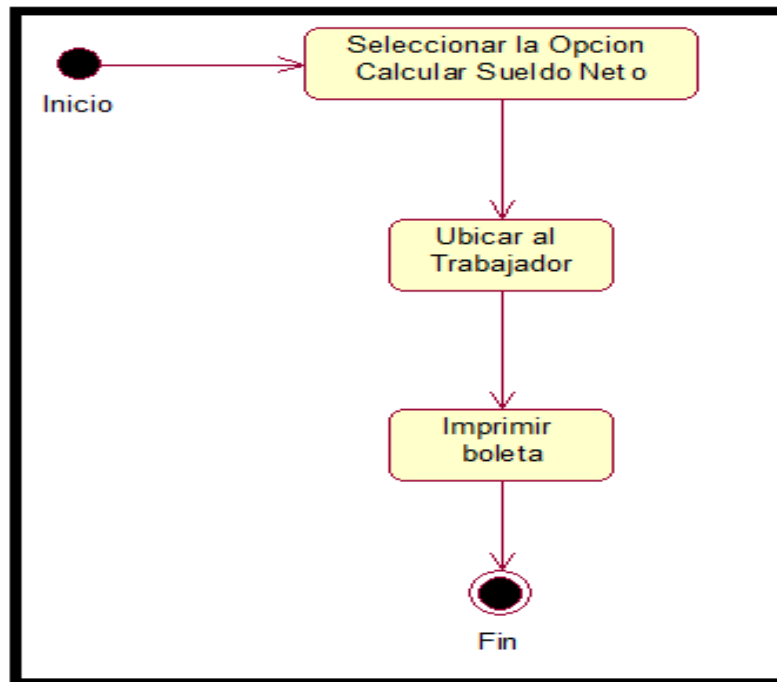 Seleccionar la Opcion
Calcular Sueldo Neto
Inicio
Ubicar al
Trabajador
Imprimir
boleta
Fin